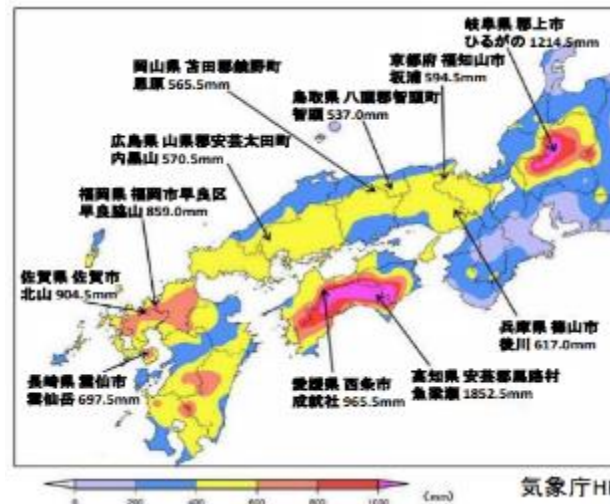 岐阜県 郡上市
ひるがの 1214.5mm
岡山県 苫田郡鏡野町
恩原 565.5mm
京都府 福知山市
坂浦 594.5mm
鳥取県 八頭郡智頭町
智頭 537.0mm
広島県 山県郡安芸太田町
内黒山 570.5mm
福岡県 福岡市早良区
早良脇山 859.0mm
佐賀県 佐賀市
北山 904.5mm
兵庫県 篠山市
後川 617.0mm
長崎県 雲仙市
雲仙岳 697.5mm
愛媛県 西条市
成就社 965.5mm
高知県 安芸郡馬路村
魚梁瀬 1852.5mm
0 200 400 600 800 1000 (mm)
気象庁H